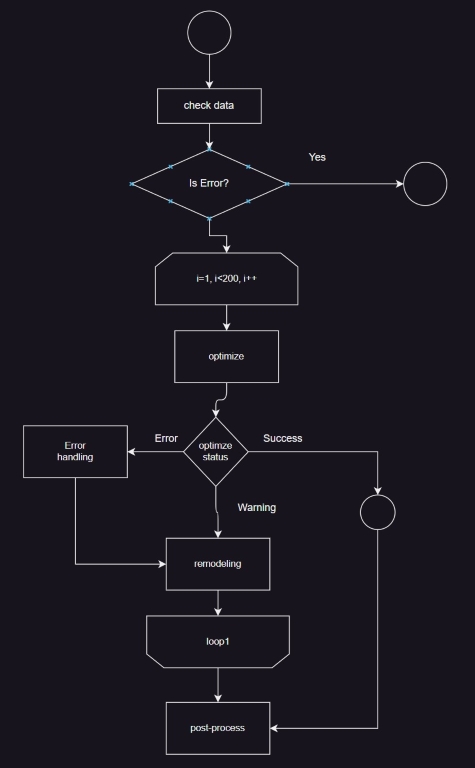 check data
Yes
Is Error?
i=1, i<200, i++
optimize
Error
Success
optimze
status
Error
handling
Warning
remodeling
loop1
post-process